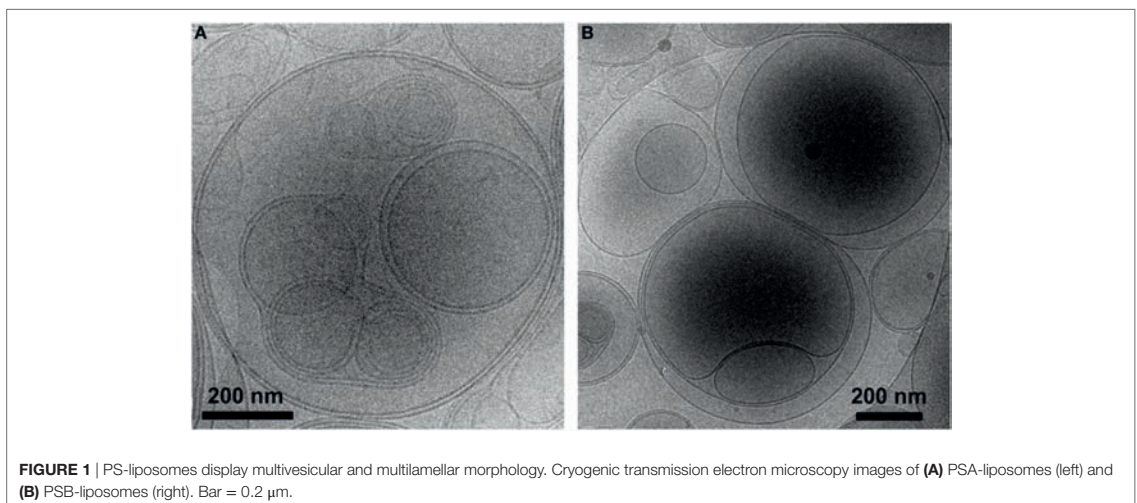 A
B
200 nm
200 nm
FIGURE 1 | PS-liposomes display multivesicular and multilamellar morphology. Cryogenic transmission electron microscopy images of (A) PSA-liposomes (left) and
(B) PSB-liposomes (right). Bar = 0.2 μm.